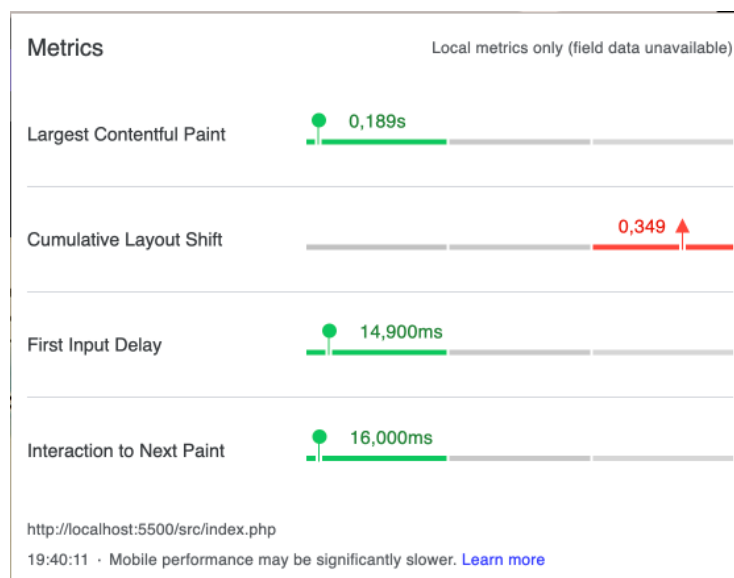 Metrics
Local metrics only (field data unavailable)
Largest Contentful Paint
0,189s
Cumulative Layout Shift
0,349
First Input Delay
14,900ms
Interaction to Next Paint
16,000ms
http://localhost:5500/src/index.php
19:40:11 · Mobile performance may be significantly slower. Learn more